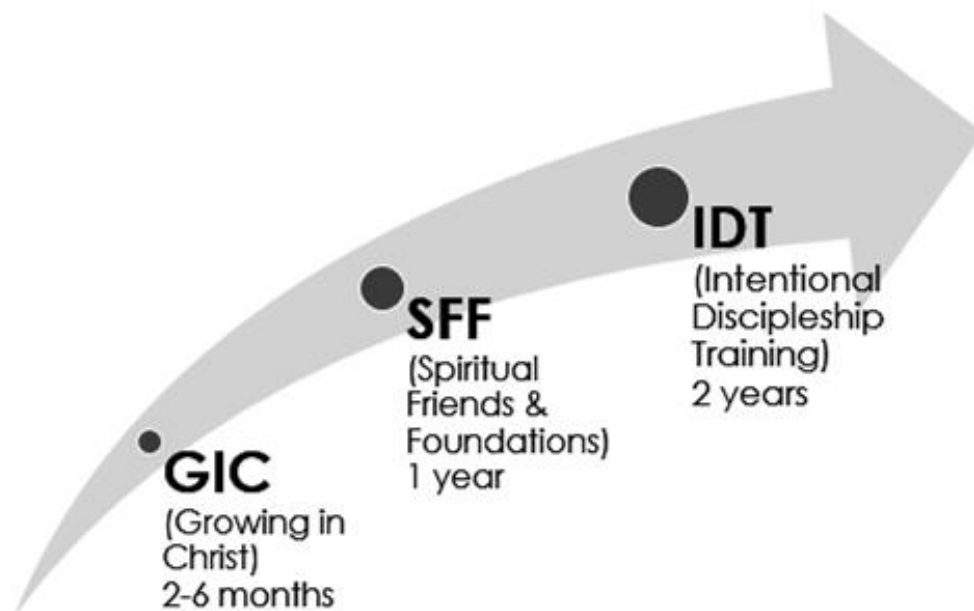 GIC
(Growing in
Christ)
2-6 months
SFF
(Spiritual
Friends &
Foundations)
1 year
IDT
(Intentional
Discipleship
Training)
2 years